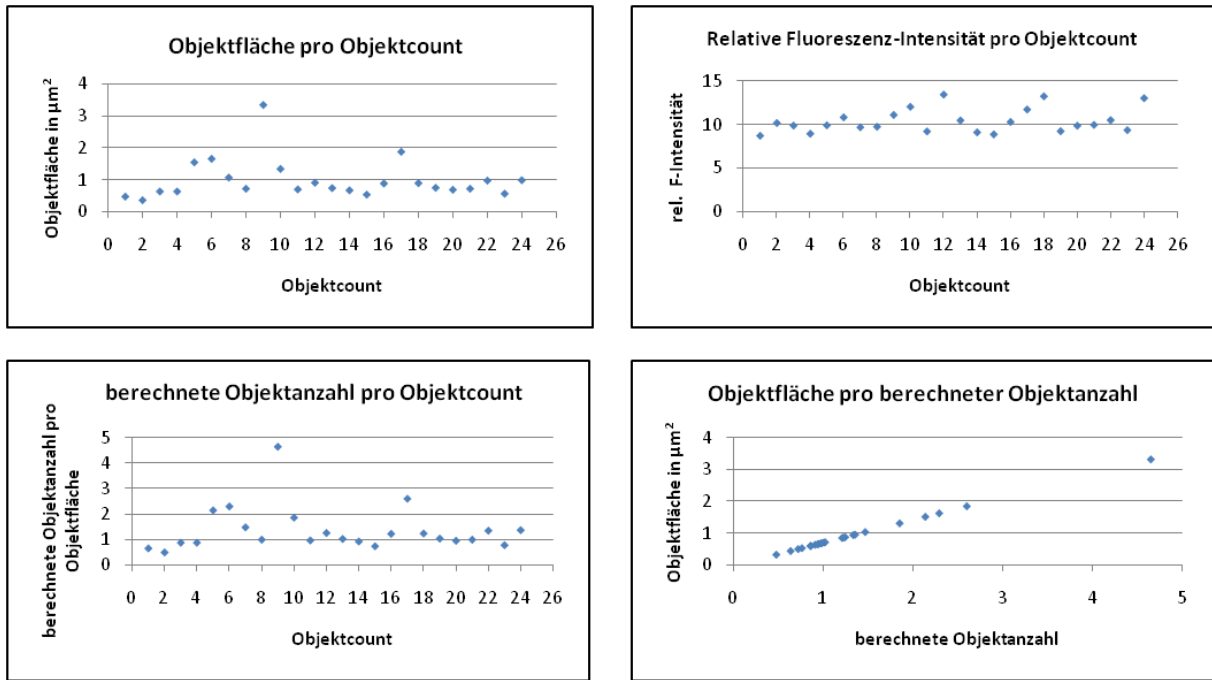 Objektfläche pro Objektcount
Objektfläche in µm²
4
3
2
1
0
0 2 4 6 8 10 12 14 16 18 20 22 24 26
Objektcount
Relative Fluoreszenz-Intensität pro Objektcount
rel. F-Intensität
15
10
5
0
0 2 4 6 8 10 12 14 16 18 20 22 24 26
Objektcount
berechnete Objektanzahl pro Objektcount
berechnete Objektanzahl pro
Objektfläche
5
4
3
2
1
0
0 2 4 6 8 10 12 14 16 18 20 22 24 26
Objektcount
Objektfläche pro berechneter Objektanzahl
Objektfläche in µm²
4
3
2
1
0
0 1 2 3 4 5
berechnete Objektanzahl